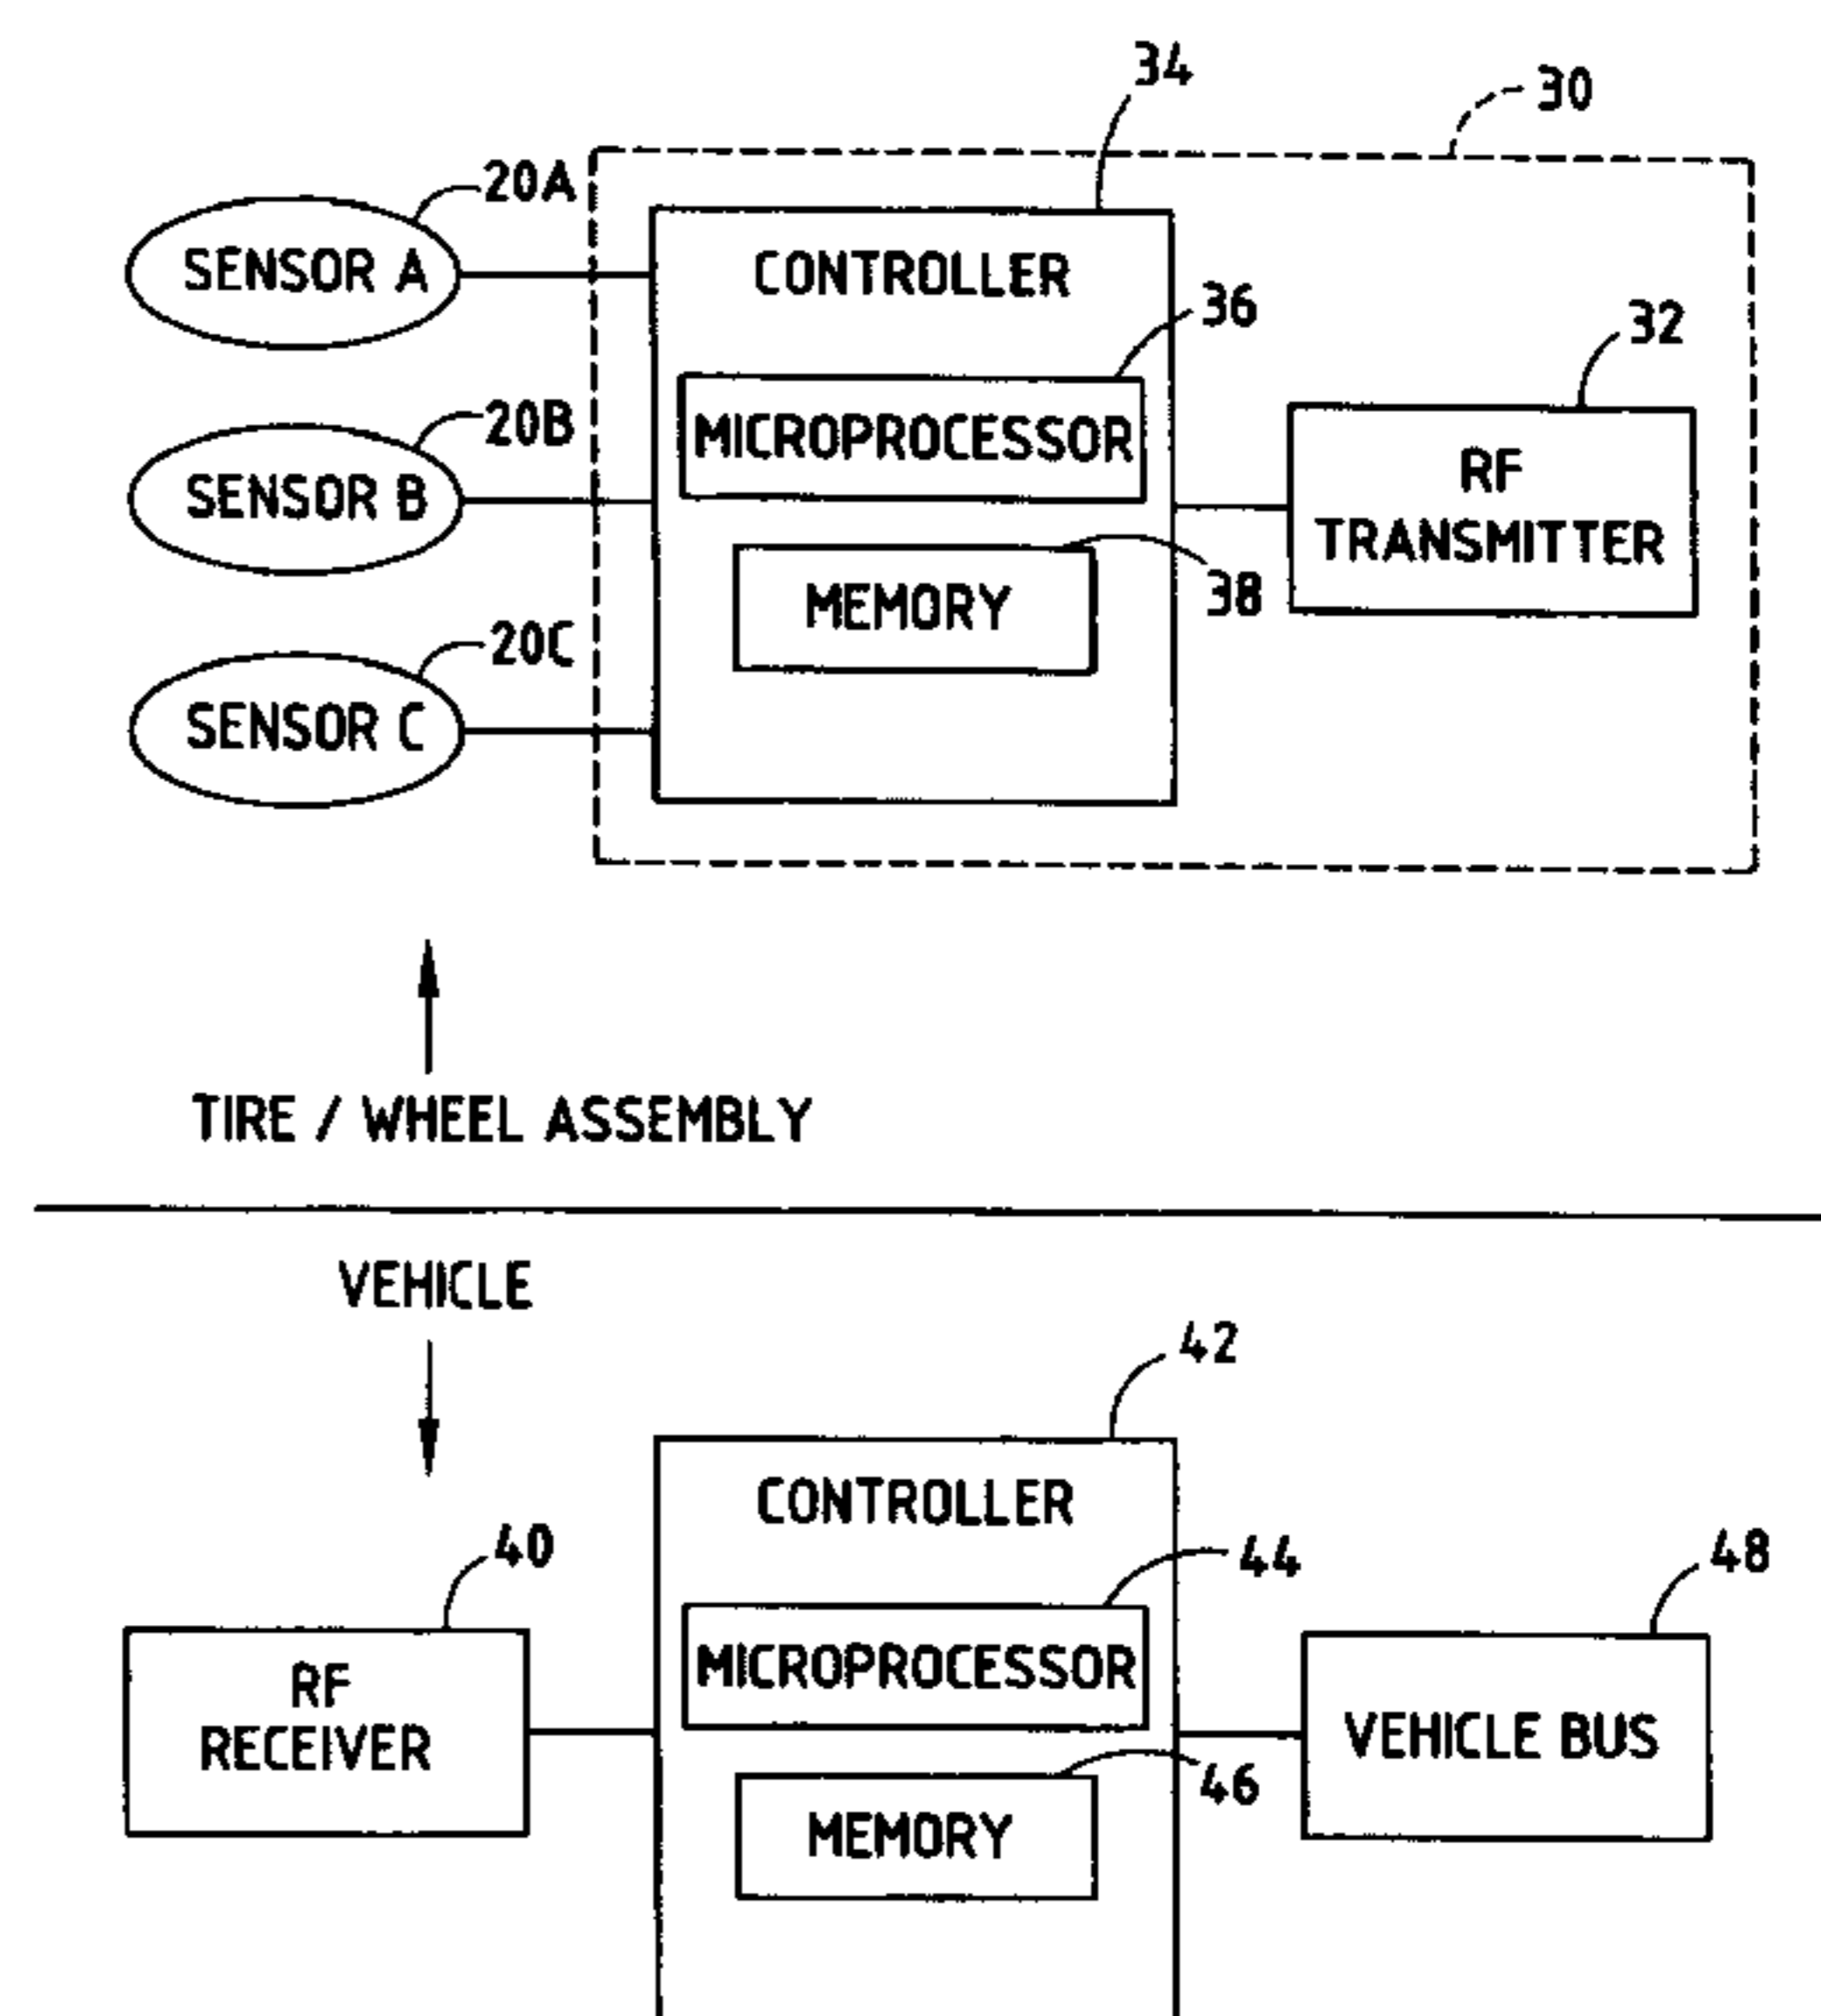 34
30
20A
SENSOR A
CONTROLLER
36
32
20B
MICROPROCESSOR
SENSOR B
RF
TRANSMITTER
38
MEMORY
20C
SENSOR C
TIRE / WHEEL ASSEMBLY
VEHICLE
42
CONTROLLER
40
44
48
RF
RECEIVER
MICROPROCESSOR
VEHICLE BUS
46
MEMORY